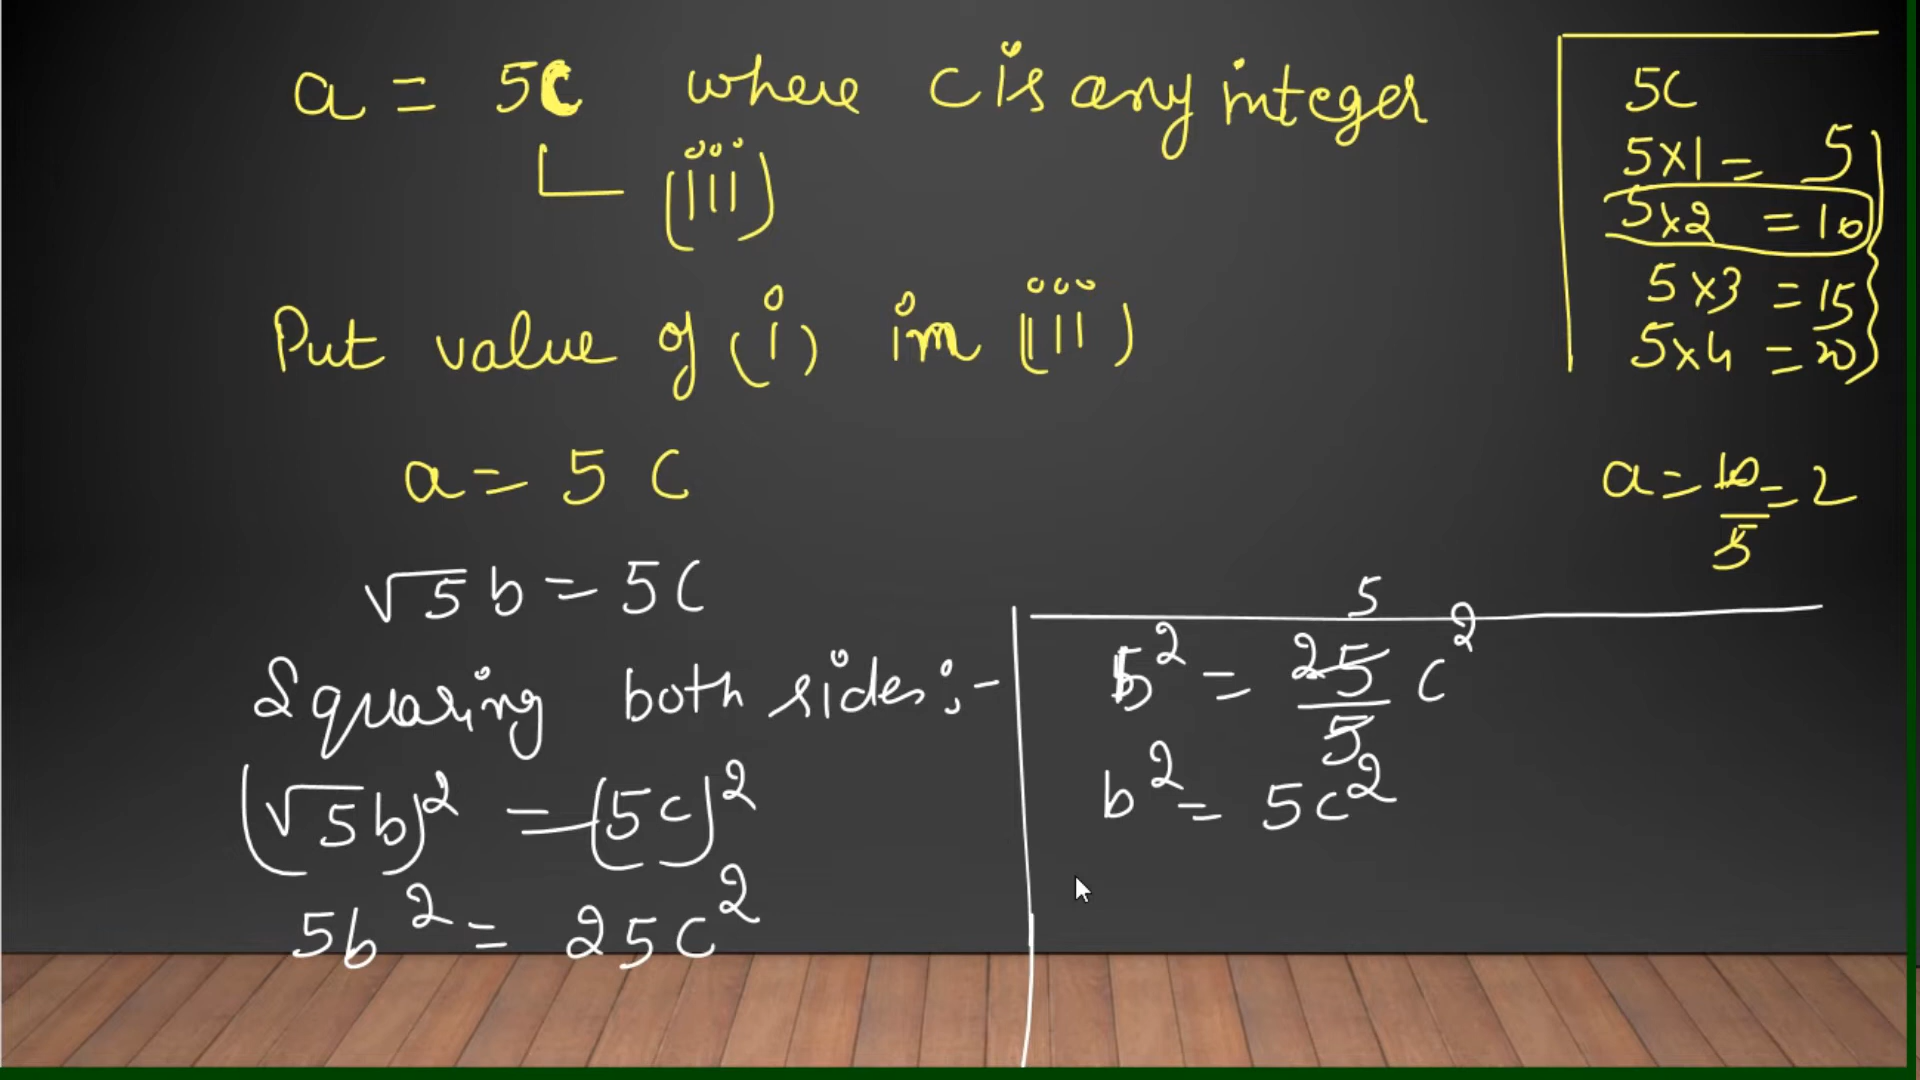 a = 5c where c is any integer
(iii)
Put value of (i) in (iii)
a = 5 c
√5 b = 5c
Squaring both sides :-
(√5 b)² = (5c)²
5b² = 25c²
5c
5×1 = 5
5×2 = 10
5×3 = 15
5×4 = 20
a = 10/5 = 2
5
b² = 25/5 c²
b² = 5c²